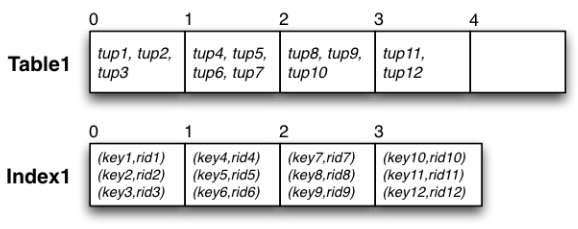 0 1 2 3 4
Table1
tup1, tup2,
tup3
tup4, tup5,
tup6, tup7
tup8, tup9,
tup10
tup11,
tup12
0 1 2 3
Index1
(key1,rid1)
(key2,rid2)
(key3,rid3)
(key4,rid4)
(key5,rid5)
(key6,rid6)
(key7,rid7)
(key8,rid8)
(key9,rid9)
(key10,rid10)
(key11,rid11)
(key12,rid12)